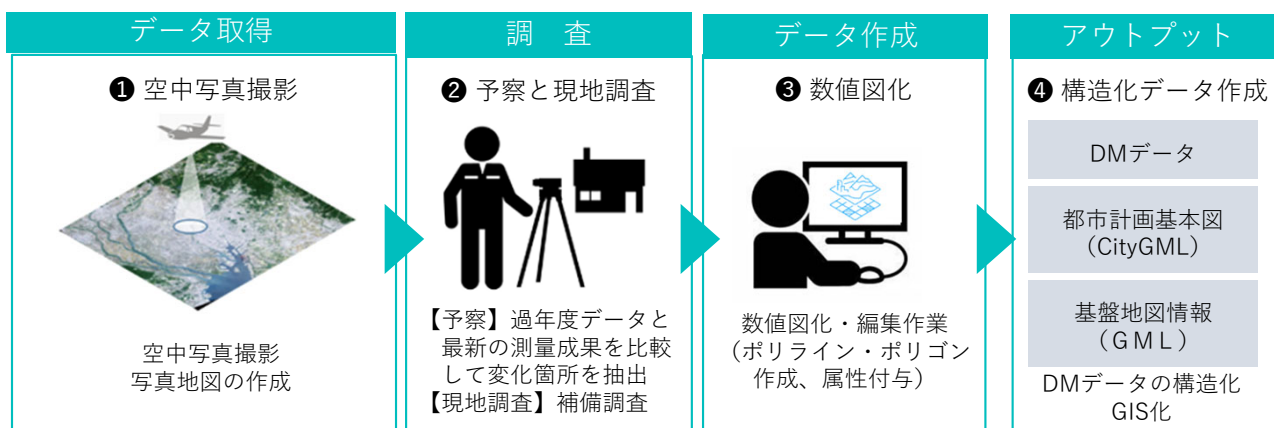 データ取得
❶ 空中写真撮影
空中写真撮影
写真地図の作成
調　査
❷ 予察と現地調査
【予察】過年度データと
最新の測量成果を比較
して変化箇所を抽出
【現地調査】補備調査
データ作成
❸ 数値図化
数値図化・編集作業
（ポリライン・ポリゴン
作成、属性付与）
アウトプット
❹ 構造化データ作成
DMデータ
都市計画基本図
（CityGML）
基盤地図情報
（ＧＭＬ）
DMデータの構造化
GIS化